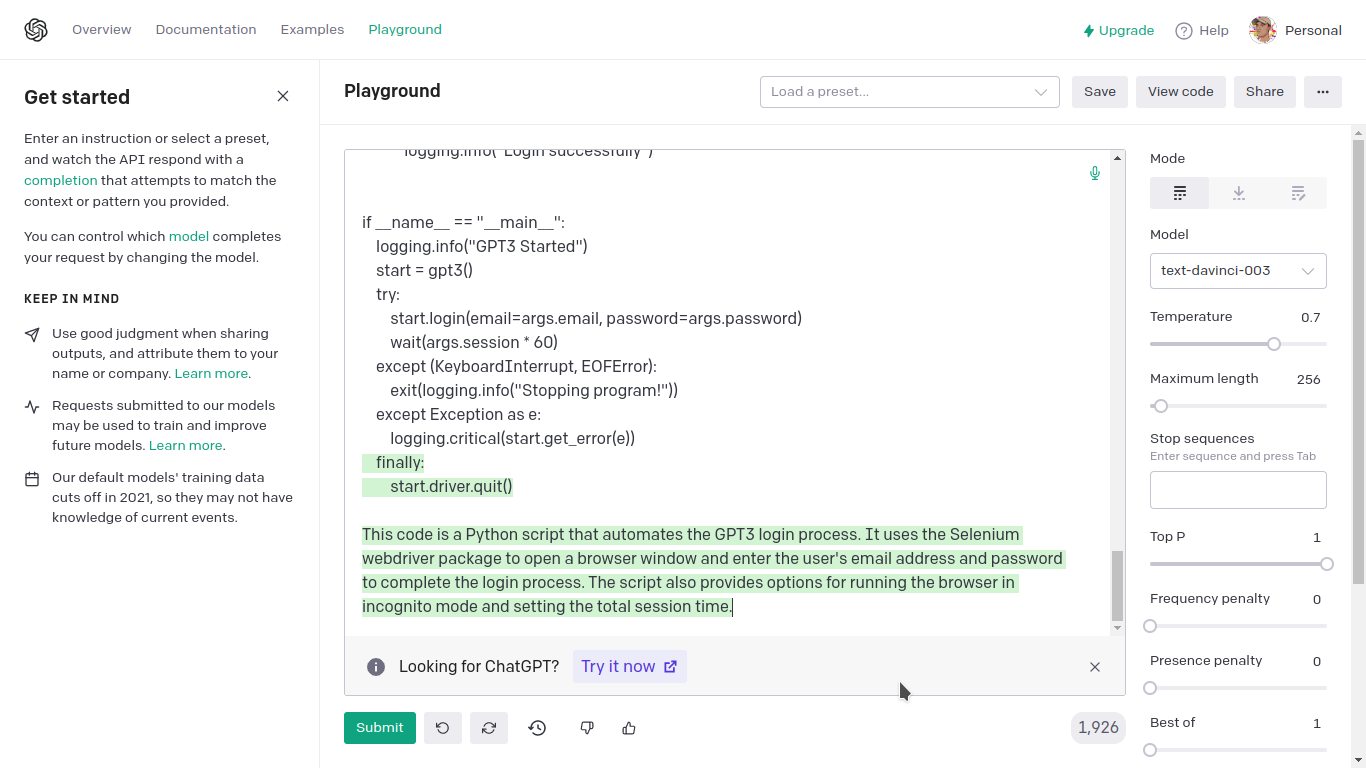 Overview
Documentation
Examples
Playground
Upgrade
Help
Personal
Get started
Enter an instruction or select a preset,
and watch the API respond with a
completion that attempts to match the
context or pattern you provided.
You can control which model completes
your request by changing the model.
KEEP IN MIND
Use good judgment when sharing
outputs, and attribute them to your
name or company. Learn more.
Requests submitted to our models
may be used to train and improve
future models. Learn more.
Our default models' training data
cuts off in 2021, so they may not have
knowledge of current events.
Playground
Load a preset...
Save
View code
Share
logging.info("Login successfully")
if __name__ == "__main__":
logging.info("GPT3 Started")
start = gpt3()
try:
start.login(email=args.email, password=args.password)
wait(args.session * 60)
except (KeyboardInterrupt, EOFError):
exit(logging.info("Stopping program!"))
except Exception as e:
logging.critical(start.get_error(e))
finally:
start.driver.quit()
This code is a Python script that automates the GPT3 login process. It uses the Selenium
webdriver package to open a browser window and enter the user's email address and password
to complete the login process. The script also provides options for running the browser in
incognito mode and setting the total session time.
Looking for ChatGPT?
Try it now
Submit
1,926
Mode
Model
text-davinci-003
Temperature 0.7
Maximum length 256
Stop sequences
Enter sequence and press Tab
Top P 1
Frequency penalty 0
Presence penalty 0
Best of 1